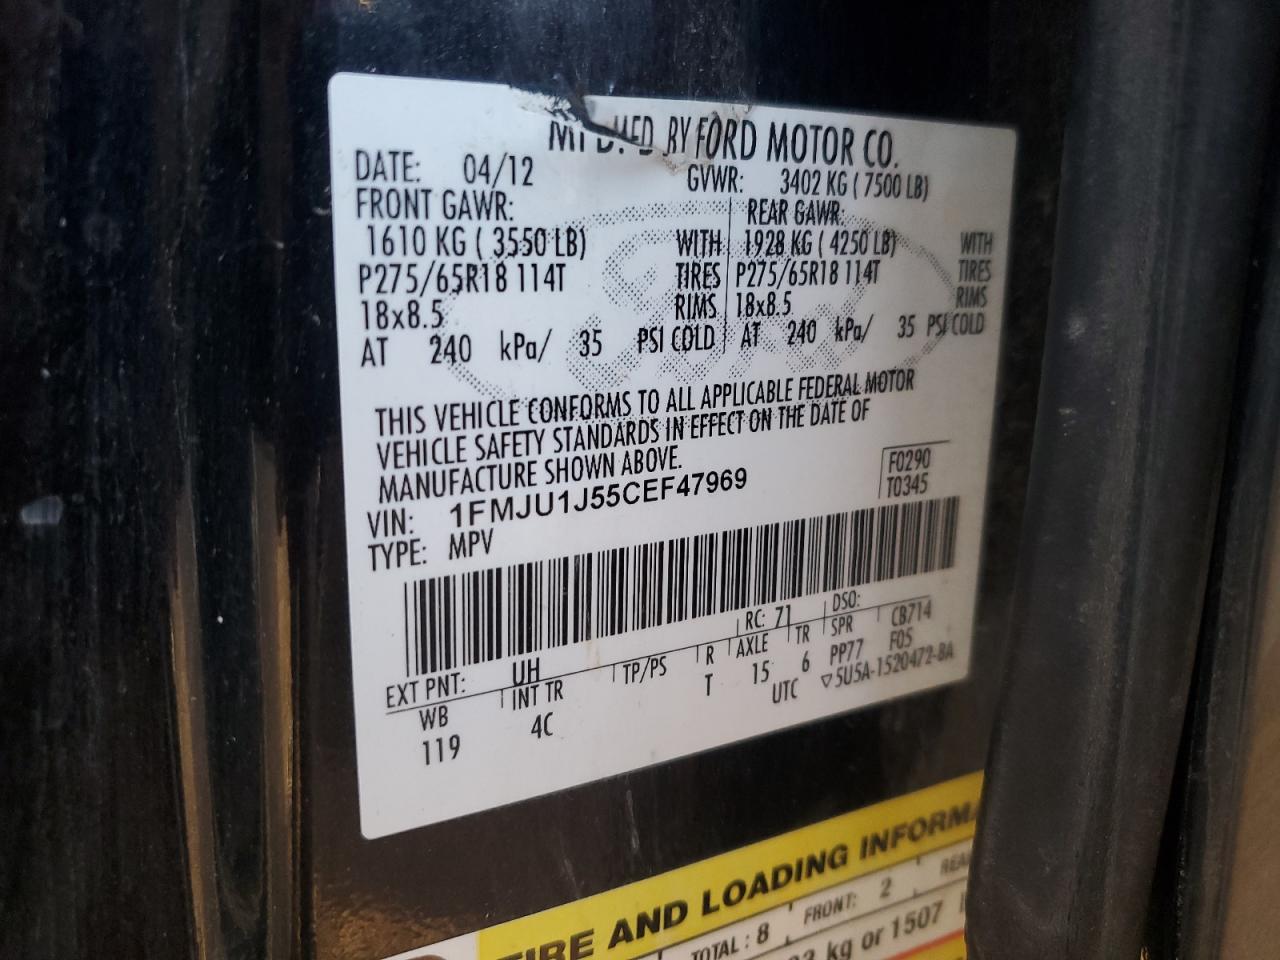 MFD. BY FORD MOTOR CO.
DATE: 04/12 GVWR: 3402 KG ( 7500 LB)
FRONT GAWR: REAR GAWR:
1610 KG ( 3550 LB) WITH 1928 KG ( 4250 LB) WITH
P275/65R18 114T TIRES P275/65R18 114T TIRES
18x8.5 RIMS 18x8.5 RIMS
AT 240 kPa/ 35 PSI COLD AT 240 kPa/ 35 PSI COLD
THIS VEHICLE CONFORMS TO ALL APPLICABLE FEDERAL MOTOR
VEHICLE SAFETY STANDARDS IN EFFECT ON THE DATE OF
MANUFACTURE SHOWN ABOVE.
F0290
VIN: 1FMJU1J55CEF47969 T0345
TYPE: MPV
EXT PNT: UH RC: 71 DSO:
WB INT TR TP/PS R AXLE TR SPR CB714
119 4C T 15 6 PP77 F05
UTC ▽5U5A-1520472-BA
TIRE AND LOADING INFORMA
TOTAL : 8 FRONT: 2 REA
kg or 1507